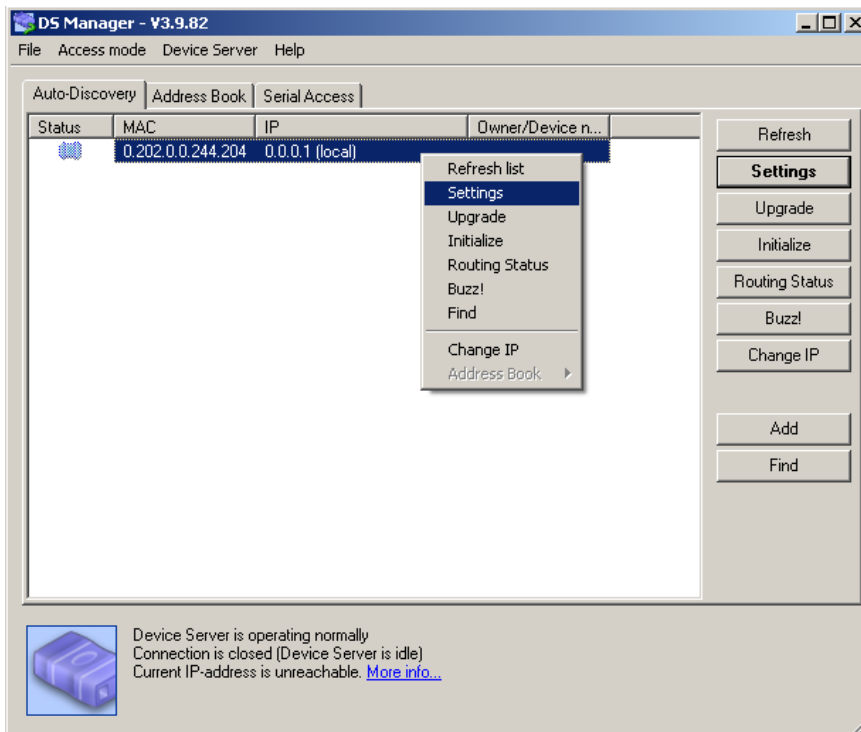 DS Manager - V3.9.82
File Access mode Device Server Help
Auto-Discovery Address Book Serial Access
Status MAC IP Owner/Device n...
0.202.0.0.244.204 0.0.0.1 (local)
Refresh list
Settings
Upgrade
Initialize
Routing Status
Buzz!
Find
Change IP
Address Book
Refresh
Settings
Upgrade
Initialize
Routing Status
Buzz!
Change IP
Add
Find
Device Server is operating normally
Connection is closed (Device Server is idle)
Current IP-address is unreachable. More info...